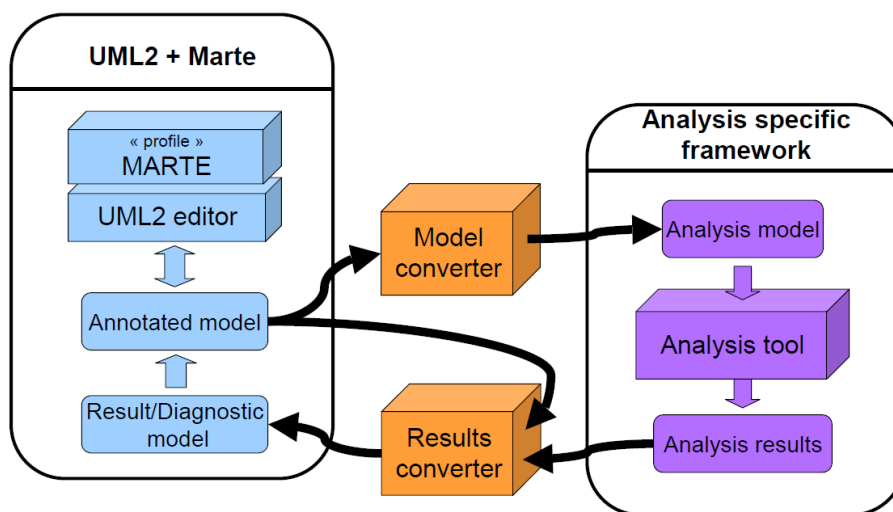 UML2 + Marte
« profile »
MARTE
UML2 editor
Annotated model
Result/Diagnostic
model
Model
converter
Results
converter
Analysis specific
framework
Analysis model
Analysis tool
Analysis results